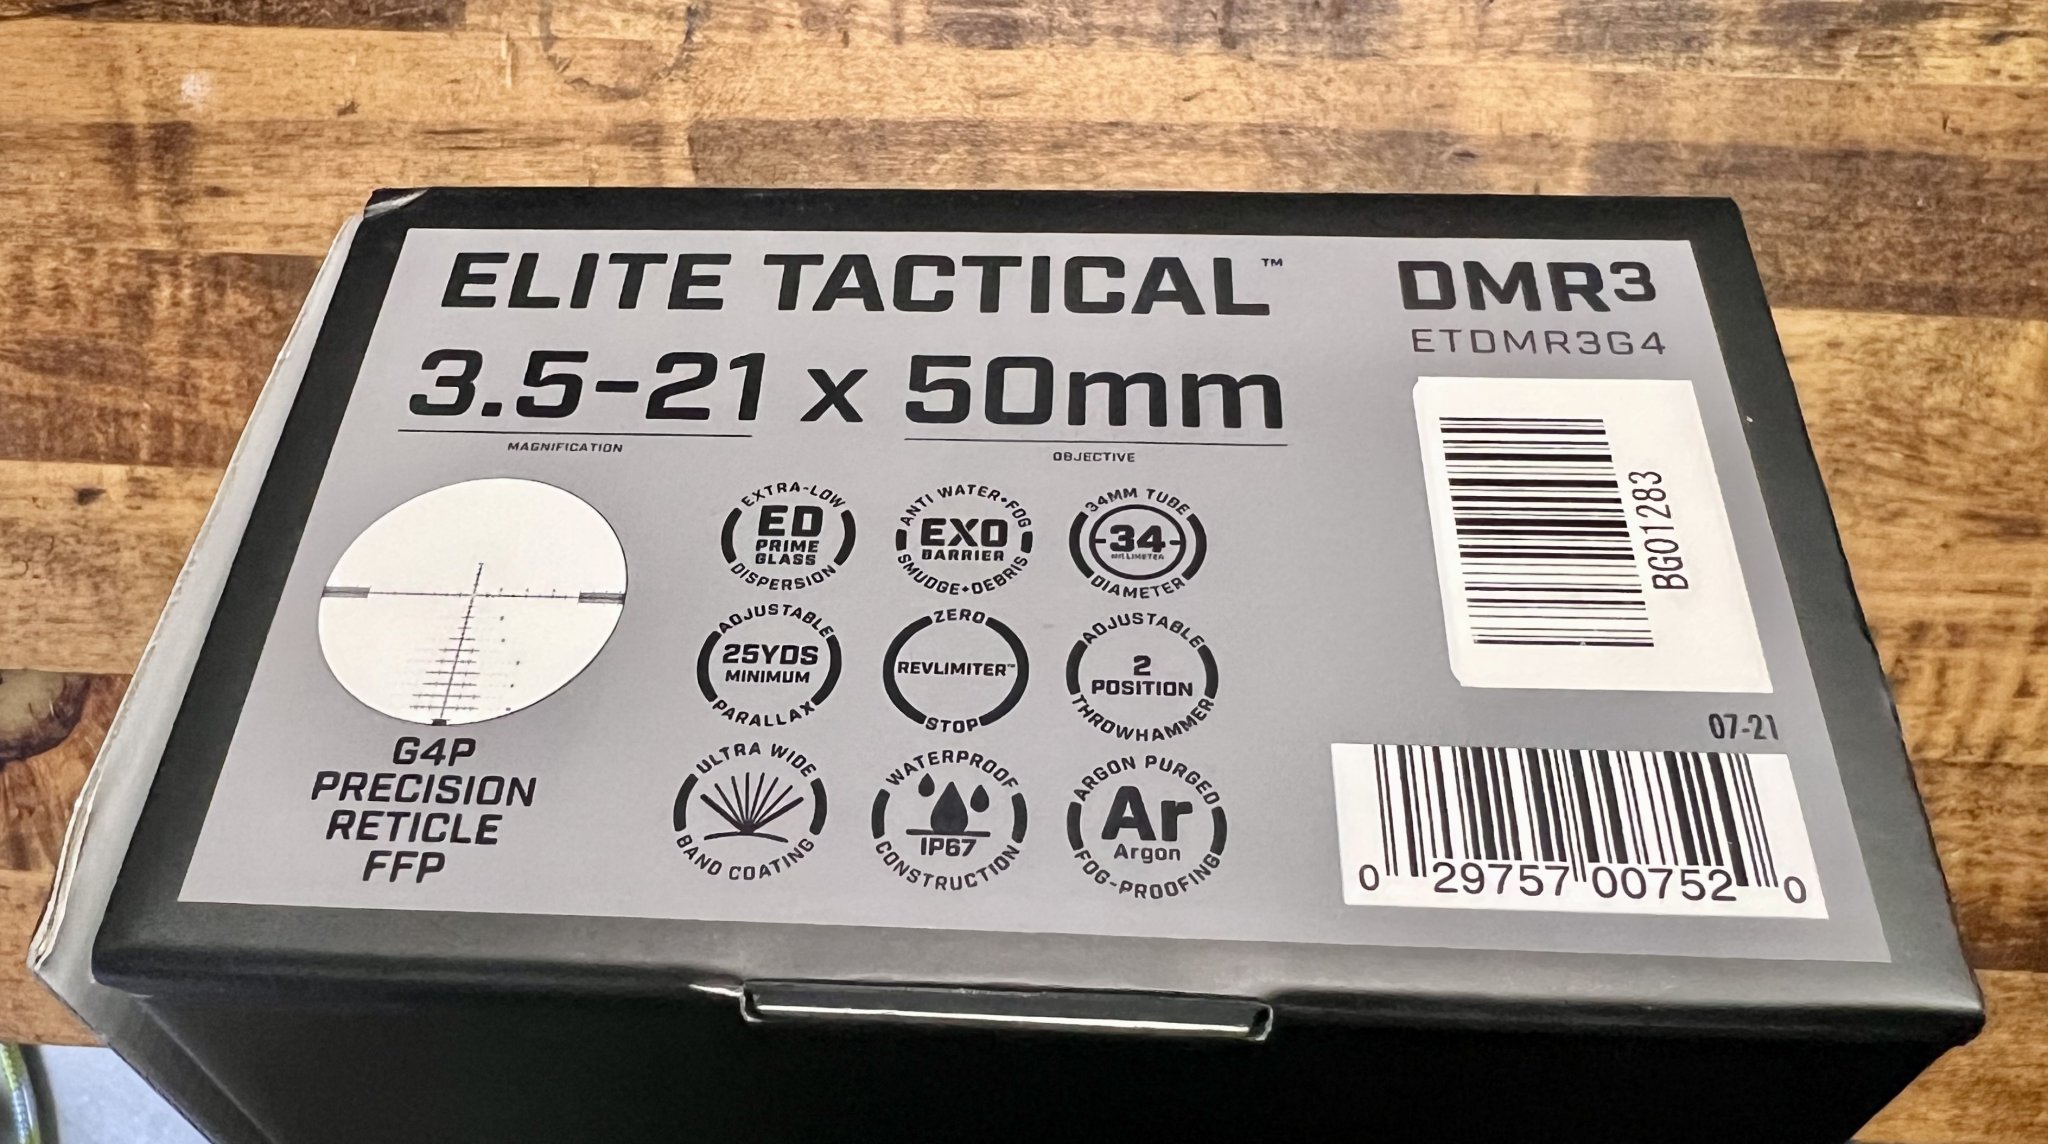 ELITE TACTICAL™
DMR3
ETDMR3G4
3.5-21 x 50mm
MAGNIFICATION
OBJECTIVE
BG01283
EXTRA-LOW
ED
PRIME
GLASS
DISPERSION
ANTI WATER•FOG
EXO
BARRIER
SMUDGE•DEBRIS
34MM TUBE
34
MILLIMETER
DIAMETER
ADJUSTABLE
25YDS
MINIMUM
PARALLAX
ZERO
REVLIMITER™
STOP
ADJUSTABLE
2
POSITION
THROWHAMMER
G4P
PRECISION
RETICLE
FFP
ULTRA WIDE
BAND COATING
WATERPROOF
IP67
CONSTRUCTION
ARGON PURGED
Ar
Argon
FOG-PROOFING
07-21
0 29757 00752 0